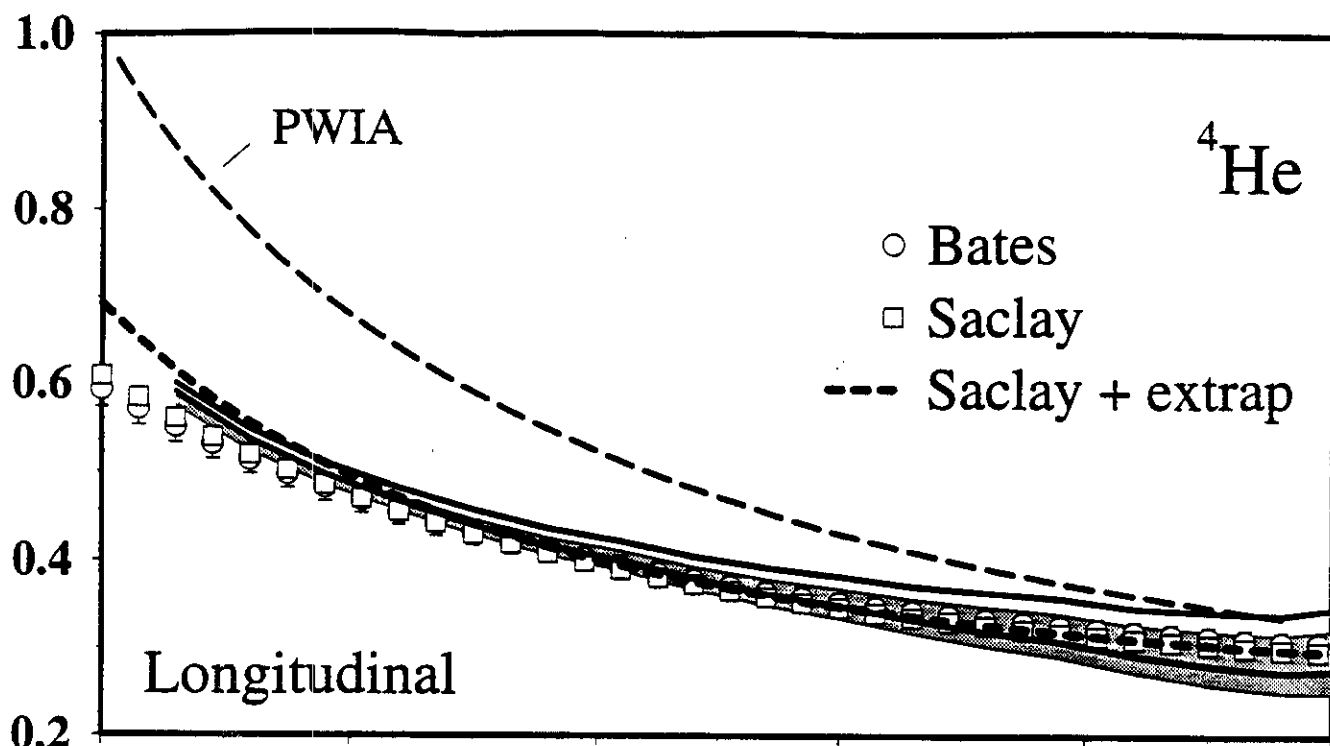 1.0
PWIA
⁴He
0.8
Bates
Saclay
0.6
Saclay + extrap
0.4
Longitudinal
0.2